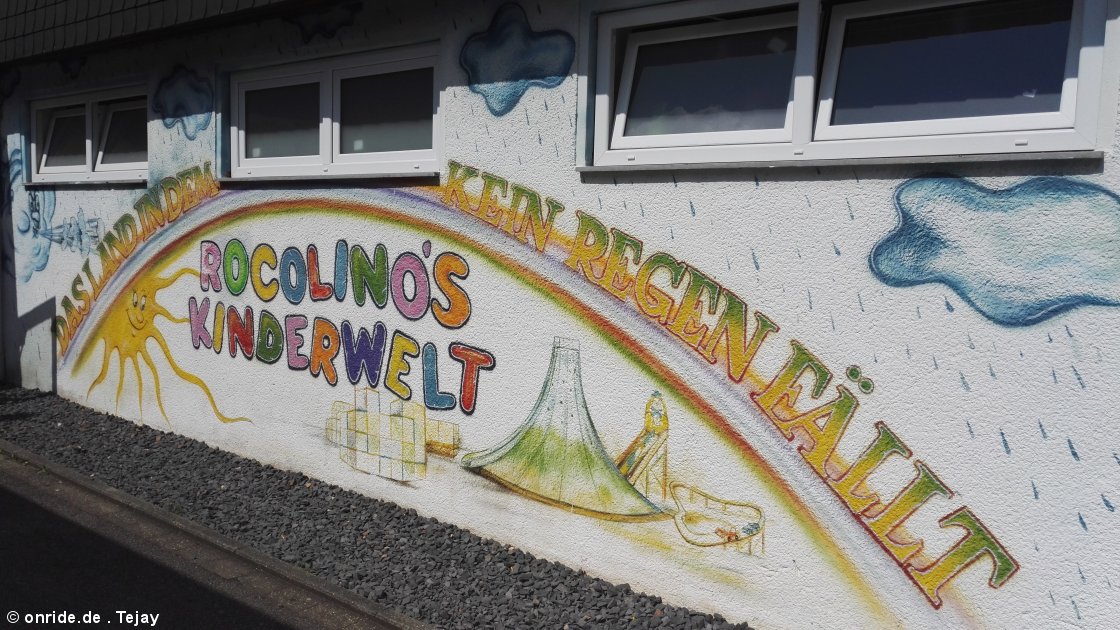 DAS LAND IN DEM KEIN REGEN FÄLLT
ROCOLINO'S
KINDERWELT
© onride.de . Tejay